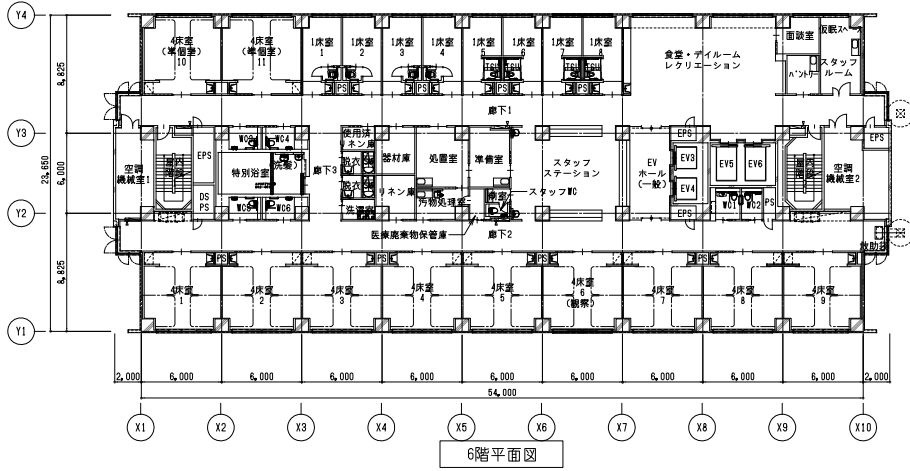 Y4
4床室
(準個室)
10
4床室
(準個室)
11
1床室
1
1床室
2
1床室
3
1床室
4
1床室
5
1床室
6
1床室
7
1床室
8
食堂・デイルーム
レクリエーション
面談室
仮眠スペース
パントリー
スタッフ
ルーム
PS
PS
PS
PS
8,825
廊下1
Y3
空調
機械室1
屋内
階段
EPS
DS
PS
WC3
WC4
特別浴室
(洗髪)
WC5
WC6
廊下3
使用済
リネン庫
脱衣
脱衣
洗濯室
器材庫
リネン庫
処置室
汚物処理室
準備室
スタッフWC
スタッフ
ステーション
EV
ホール
(一般)
EPS
EV3
EV4
EPS
EV5
EV6
WC1
WC2
PS
屋内
階段
空調
機械室2
EPS
23,650
6,000
Y2
医療廃棄物保管庫
廊下2
救助袋
8,825
PS
PS
PS
PS
4床室
1
4床室
2
4床室
3
4床室
4
4床室
5
4床室
6
(観察)
4床室
7
4床室
8
4床室
9
Y1
2,000
6,000
6,000
6,000
6,000
6,000
6,000
6,000
6,000
6,000
2,000
54,000
X1
X2
X3
X4
X5
X6
X7
X8
X9
X10
6階平面図